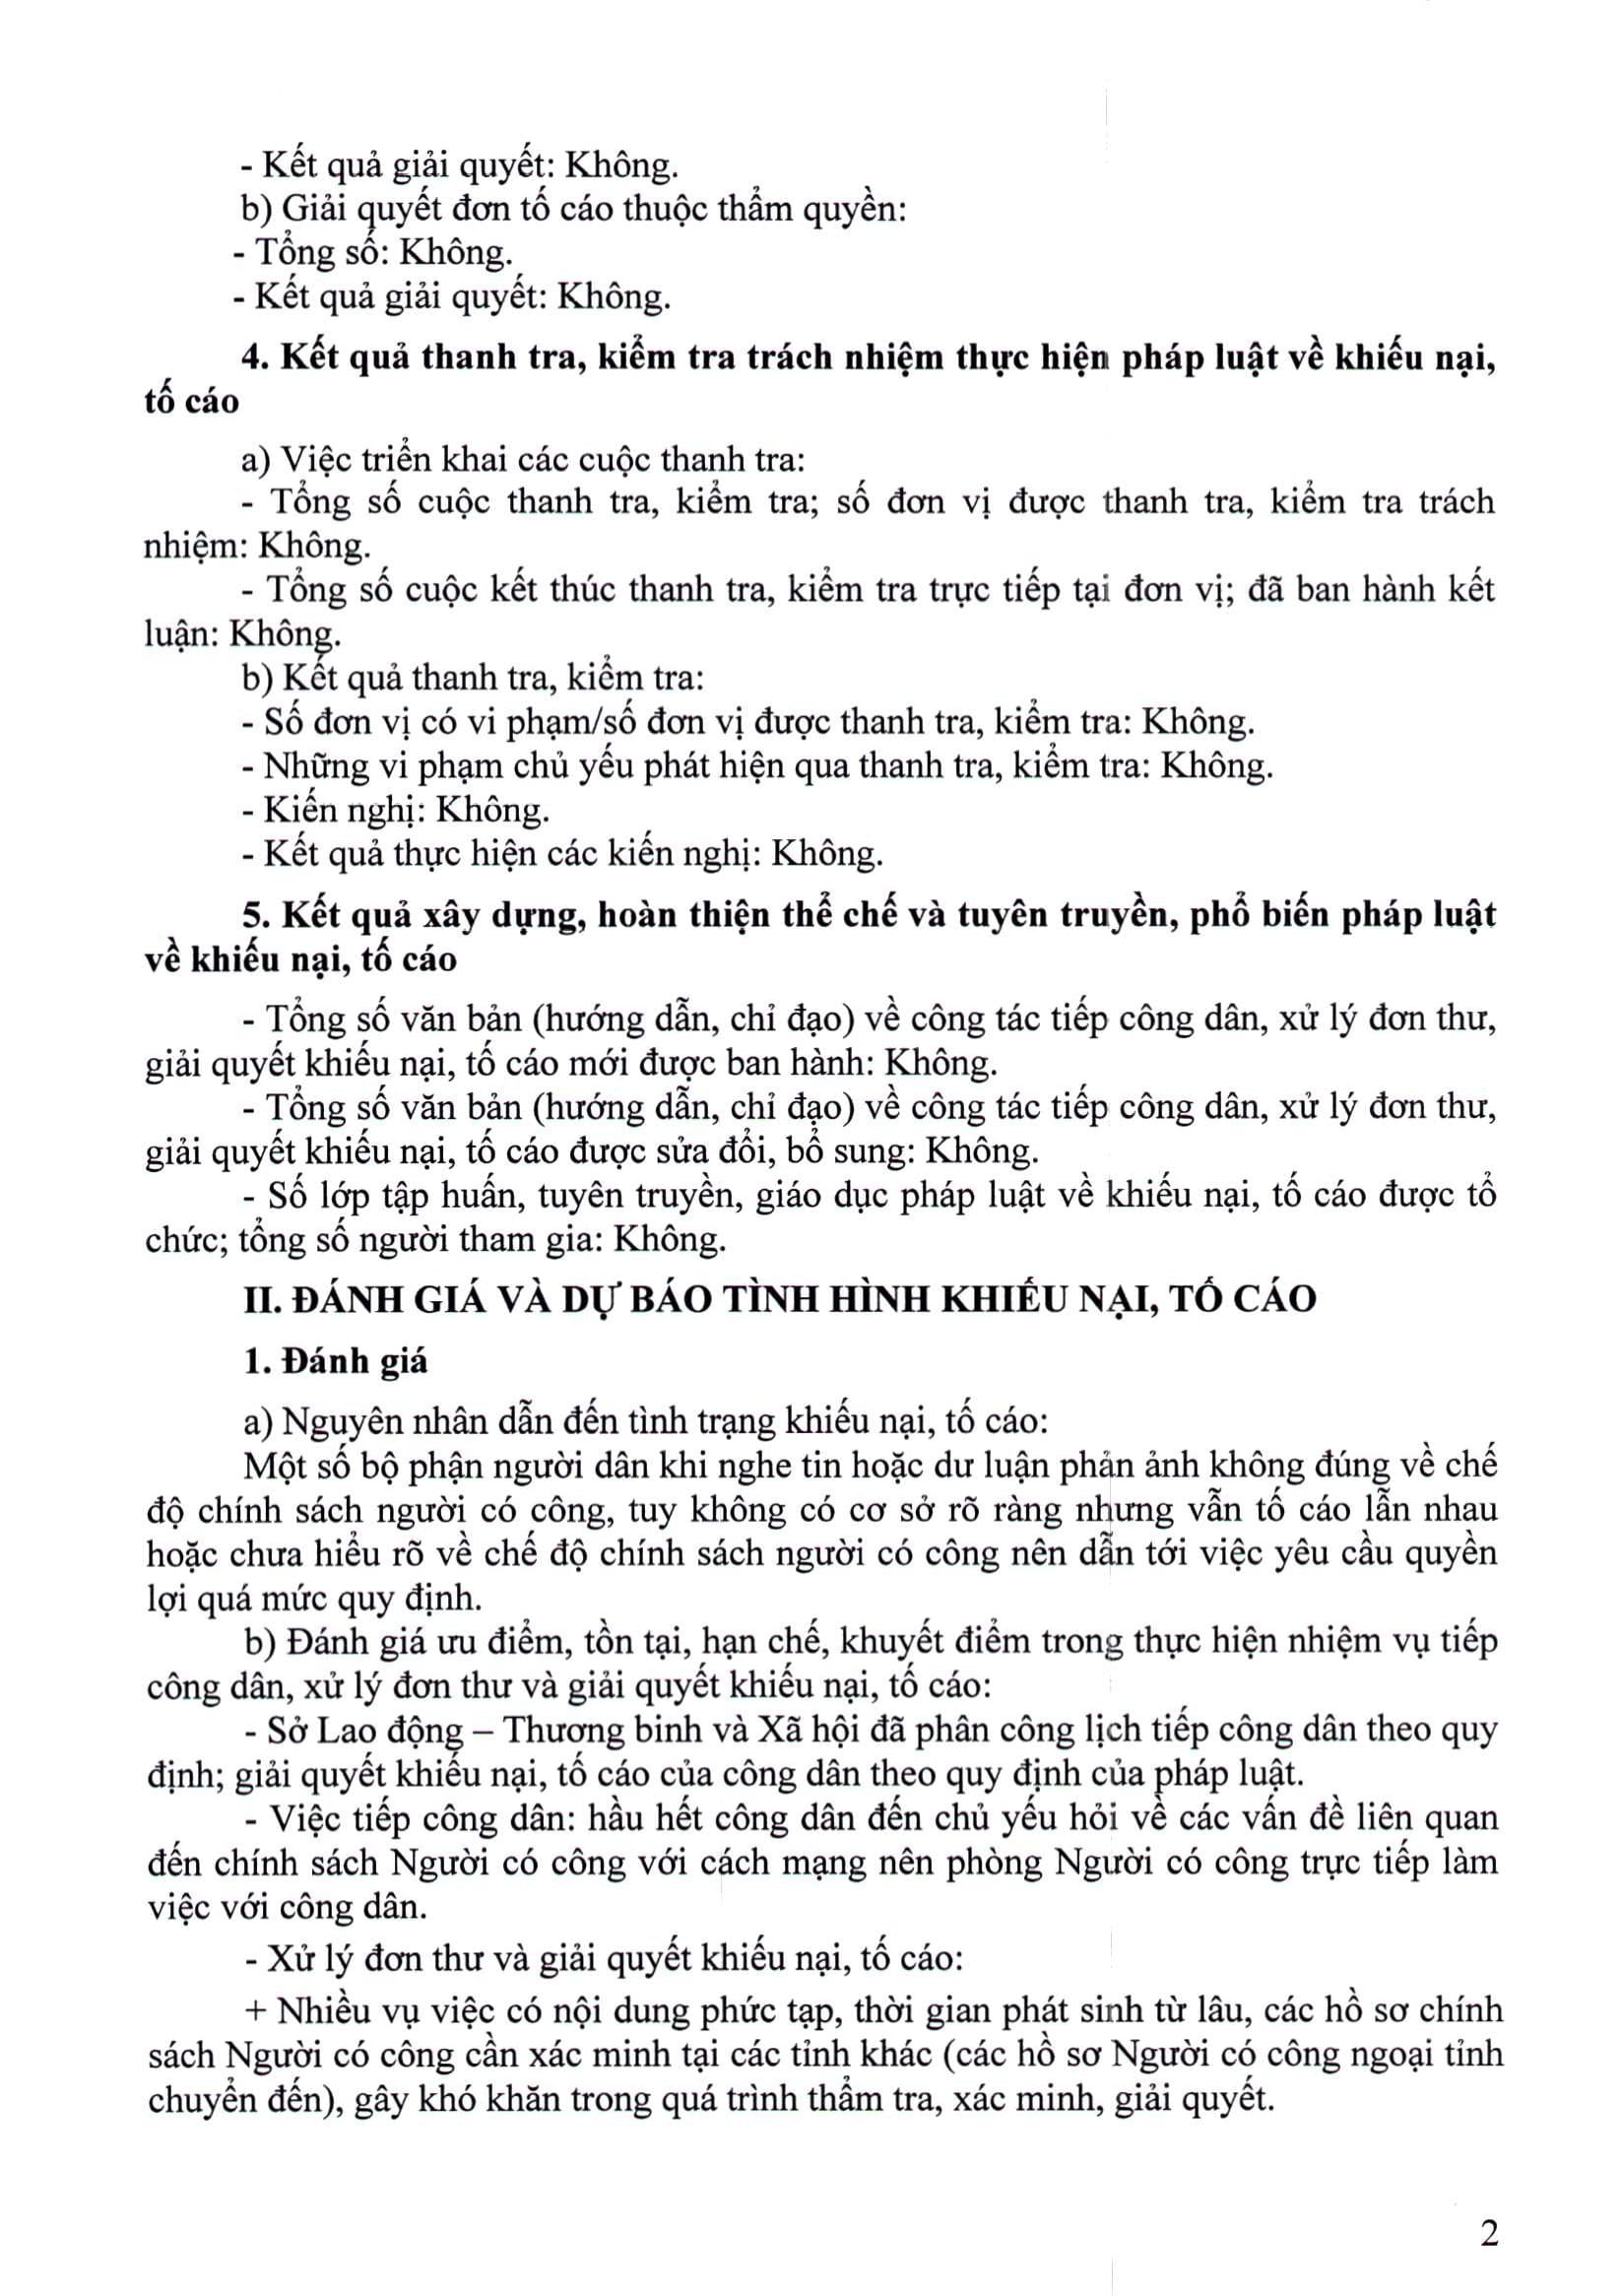 - Kết quả giải quyết: Không.
b) Giải quyết đơn tố cáo thuộc thẩm quyền:
- Tổng số: Không.
- Kết quả giải quyết: Không.
4. Kết quả thanh tra, kiểm tra trách nhiệm thực hiện pháp luật về khiếu nại,
tố cáo
a) Việc triển khai các cuộc thanh tra:
- Tổng số cuộc thanh tra, kiểm tra; số đơn vị được thanh tra, kiểm tra trách
nhiệm: Không.
- Tổng số cuộc kết thúc thanh tra, kiểm tra trực tiếp tại đơn vị; đã ban hành kết
luận: Không.
b) Kết quả thanh tra, kiểm tra:
- Số đơn vị có vi phạm/số đơn vị được thanh tra, kiểm tra: Không.
- Những vi phạm chủ yếu phát hiện qua thanh tra, kiểm tra: Không.
- Kiến nghị: Không.
- Kết quả thực hiện các kiến nghị: Không.
5. Kết quả xây dựng, hoàn thiện thể chế và tuyên truyền, phổ biến pháp luật
về khiếu nại, tố cáo
- Tổng số văn bản (hướng dẫn, chỉ đạo) về công tác tiếp công dân, xử lý đơn thư,
giải quyết khiếu nại, tố cáo mới được ban hành: Không.
- Tổng số văn bản (hướng dẫn, chỉ đạo) về công tác tiếp công dân, xử lý đơn thư,
giải quyết khiếu nại, tố cáo được sửa đổi, bổ sung: Không.
- Số lớp tập huấn, tuyên truyền, giáo dục pháp luật về khiếu nại, tố cáo được tổ
chức; tổng số người tham gia: Không.
II. ĐÁNH GIÁ VÀ DỰ BÁO TÌNH HÌNH KHIẾU NẠI, TỐ CÁO
1. Đánh giá
a) Nguyên nhân dẫn đến tình trạng khiếu nại, tố cáo:
Một số bộ phận người dân khi nghe tin hoặc dư luận phản ảnh không đúng về chế
độ chính sách người có công, tuy không có cơ sở rõ ràng nhưng vẫn tố cáo lẫn nhau
hoặc chưa hiểu rõ về chế độ chính sách người có công nên dẫn tới việc yêu cầu quyền
lợi quá mức quy định.
b) Đánh giá ưu điểm, tồn tại, hạn chế, khuyết điểm trong thực hiện nhiệm vụ tiếp
công dân, xử lý đơn thư và giải quyết khiếu nại, tố cáo:
- Sở Lao động – Thương binh và Xã hội đã phân công lịch tiếp công dân theo quy
định; giải quyết khiếu nại, tố cáo của công dân theo quy định của pháp luật.
- Việc tiếp công dân: hầu hết công dân đến chủ yếu hỏi về các vấn đề liên quan
đến chính sách Người có công với cách mạng nên phòng Người có công trực tiếp làm
việc với công dân.
- Xử lý đơn thư và giải quyết khiếu nại, tố cáo:
+ Nhiều vụ việc có nội dung phức tạp, thời gian phát sinh từ lâu, các hồ sơ chính
sách Người có công cần xác minh tại các tỉnh khác (các hồ sơ Người có công ngoại tỉnh
chuyển đến), gây khó khăn trong quá trình thẩm tra, xác minh, giải quyết.
2